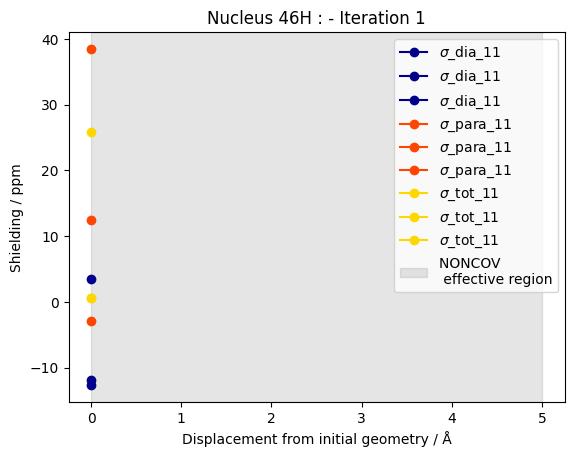 Nucleus 46H : - Iteration 1
Shielding / ppm
40
30
20
10
0
−10
0 1 2 3 4 5
Displacement from initial geometry / Å
σ_dia_11
σ_dia_11
σ_dia_11
σ_para_11
σ_para_11
σ_para_11
σ_tot_11
σ_tot_11
σ_tot_11
NONCOV
effective region